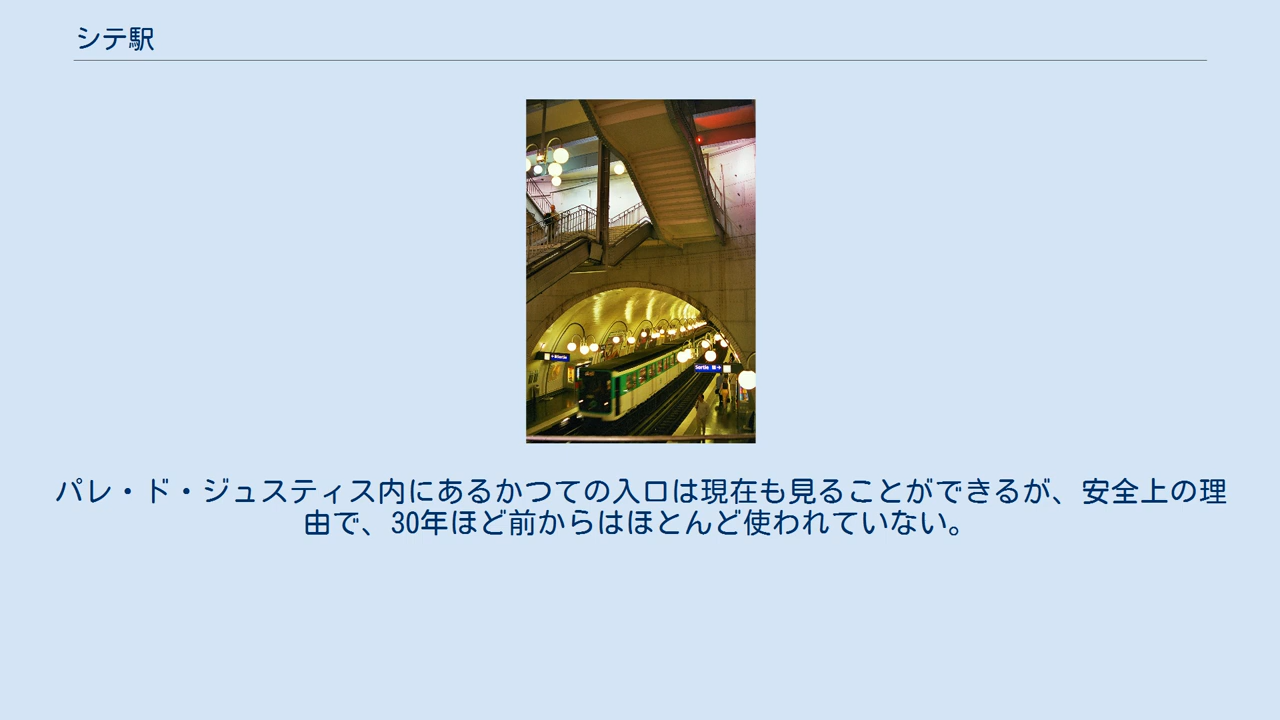 シテ駅
Sortie
Sortie
パレ・ド・ジュスティス内にあるかつての入口は現在も見ることができるが、安全上の理
由で、30年ほど前からはほとんど使われていない。